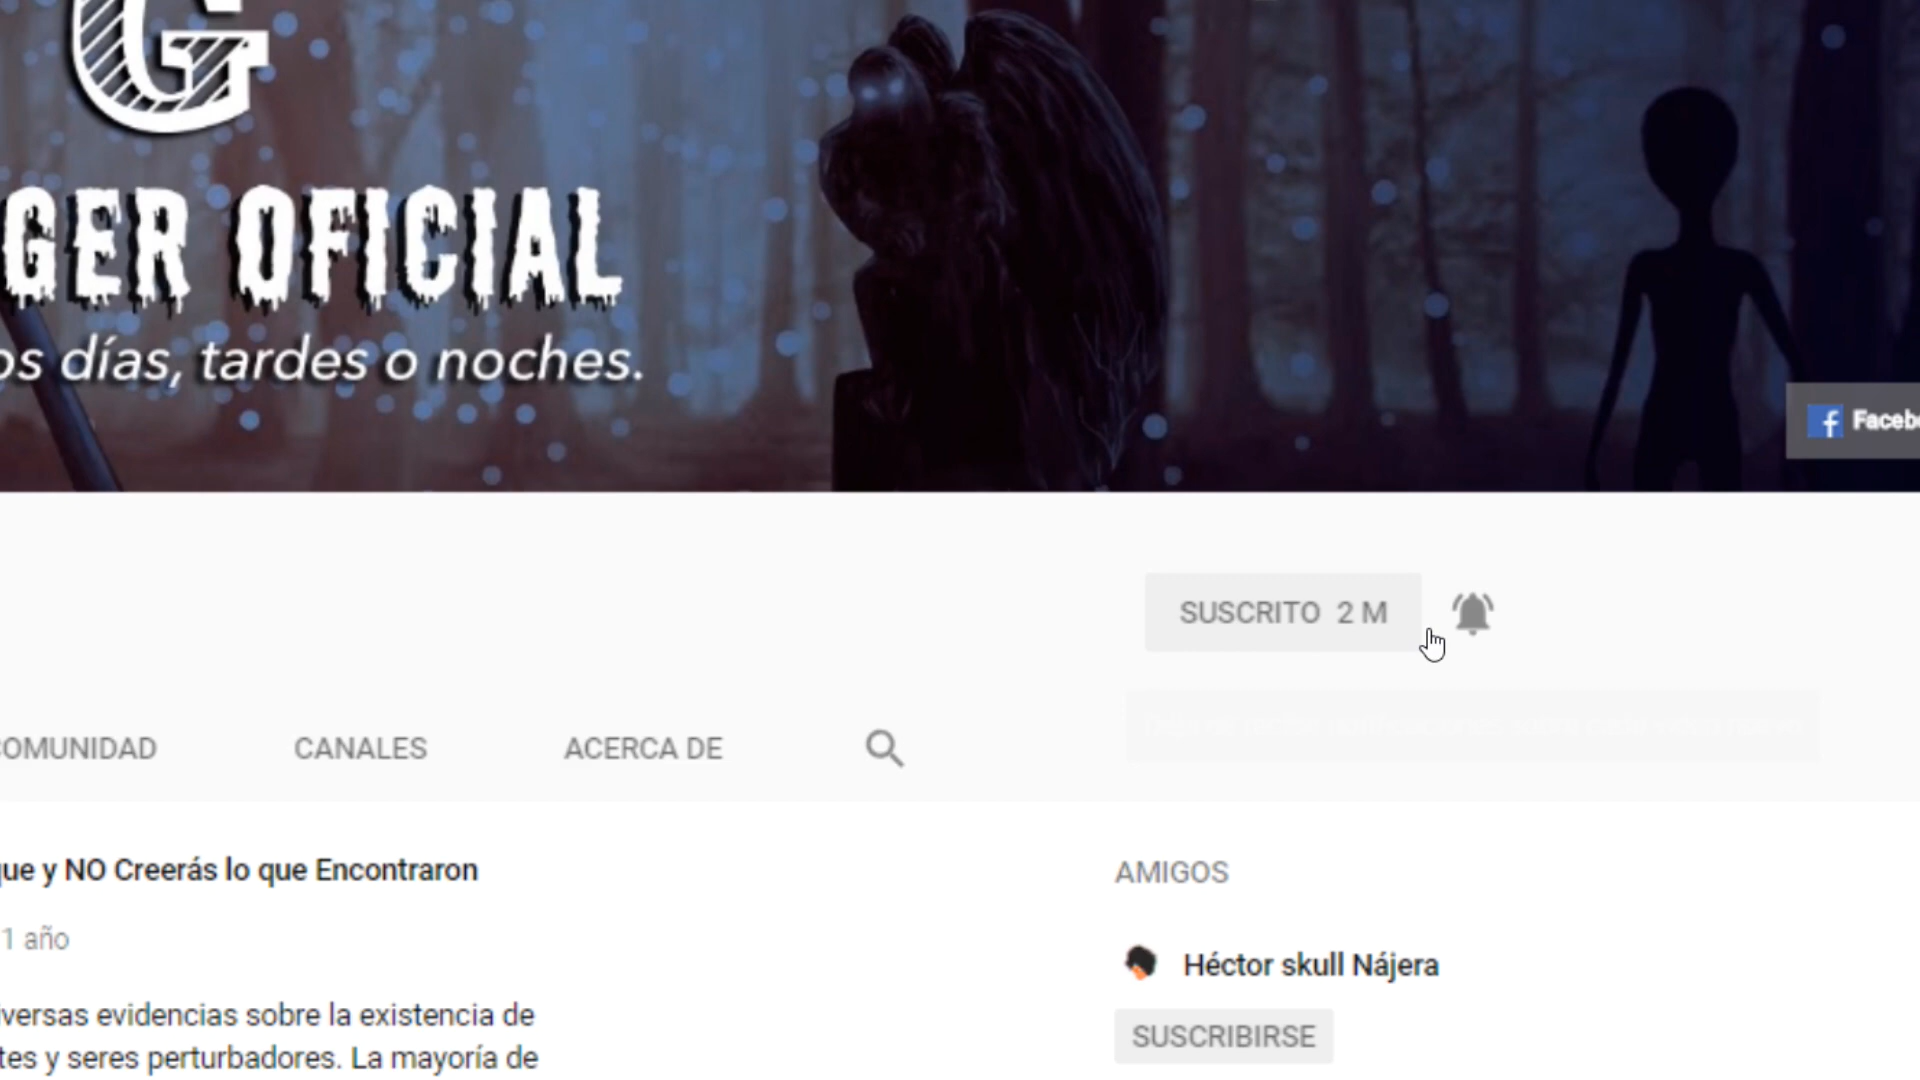 G
GER OFICIAL
os días, tardes o noches.
f Faceb
SUSCRITO 2 M
OMUNIDAD
CANALES
ACERCA DE
que y NO Creerás lo que Encontraron
1 año
iversas evidencias sobre la existencia de
tes y seres perturbadores. La mayoría de
AMIGOS
Héctor skull Nájera
SUSCRIBIRSE